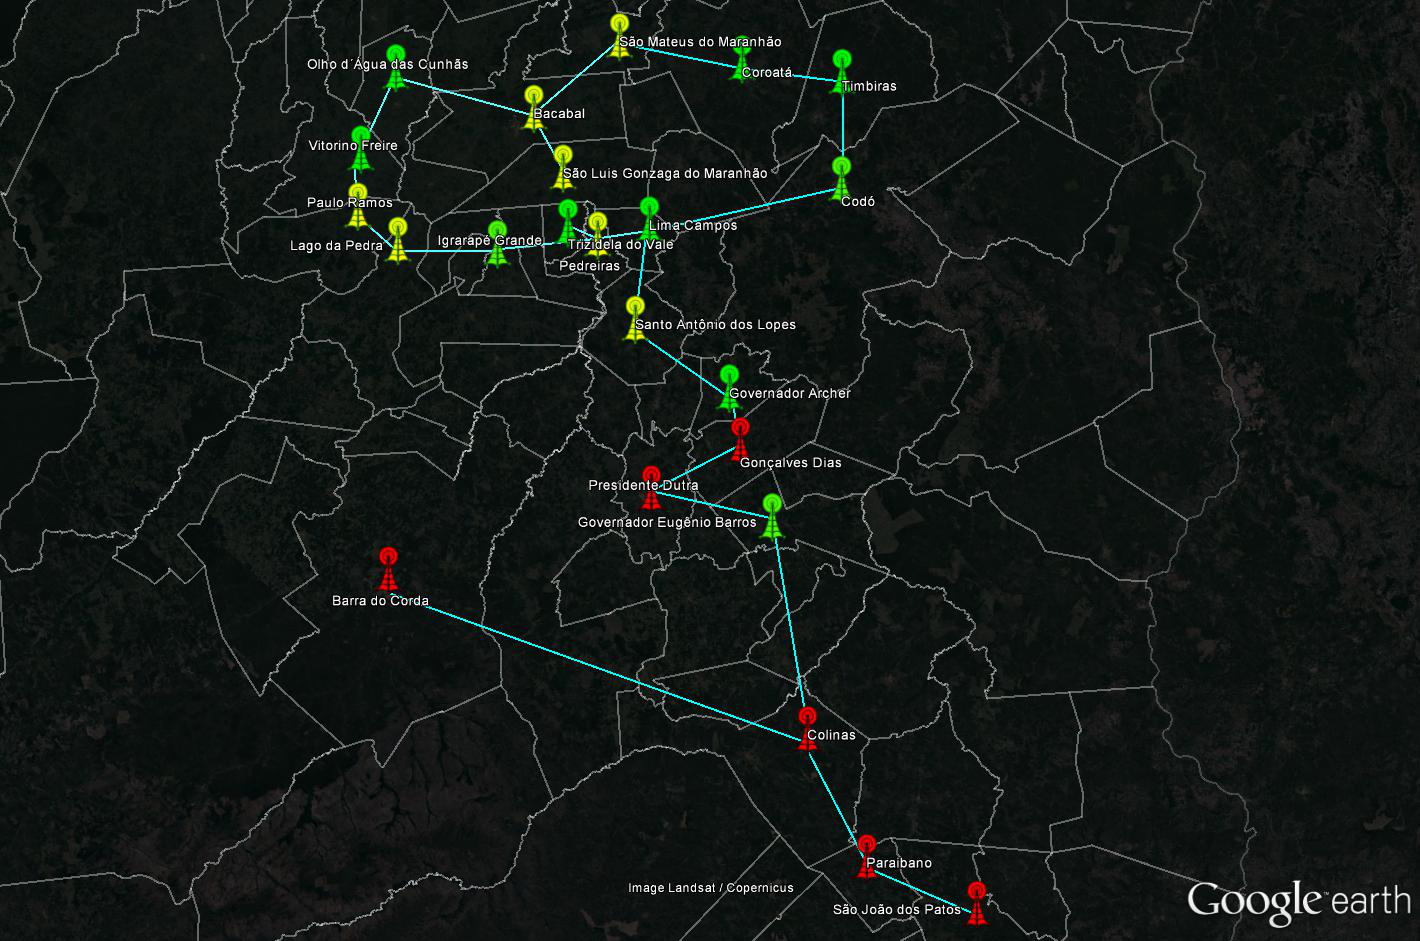 São Mateus do Maranhão
Olho d´Água das Cunhãs
Coroatá
Timbiras
Bacabal
Vitorino Freire
São Luis Gonzaga do Maranhão
Paulo Ramos
Codó
Lima Campos
Lago da Pedra
Igrarapé Grande
Trizidela do Vale
Pedreiras
Santo Antônio dos Lopes
Governador Archer
Gonçalves Dias
Presidente Dutra
Governador Eugênio Barros
Barra do Corda
Colinas
Paraibano
Image Landsat / Copernicus
São João dos Patos
Google earth